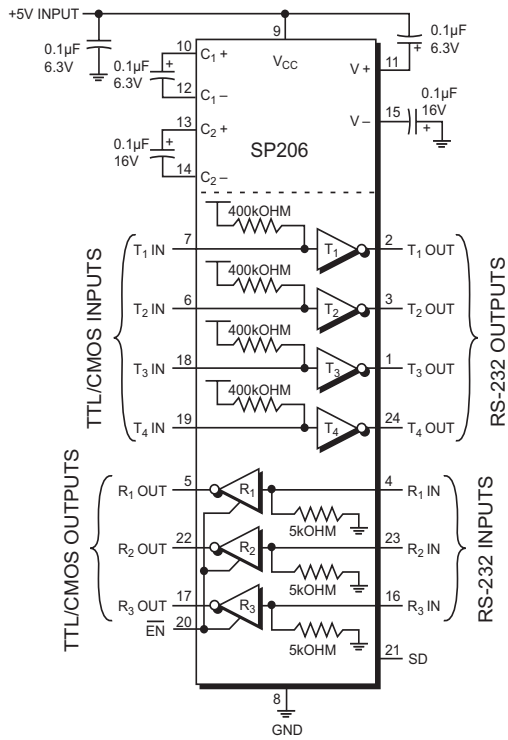 +5V INPUT
9
VCC
0.1µF
6.3V
10
C1 +
0.1µF
6.3V
+
12
C1 –
13
C2 +
0.1µF
16V
+
14
C2 –
V +
11
+
0.1µF
6.3V
V –
15
0.1µF
16V
+
SP206
400kOHM
T1 IN
7
T1
2
T1 OUT
400kOHM
T2 IN
6
T2
3
T2 OUT
400kOHM
T3 IN
18
T3
1
T3 OUT
400kOHM
T4 IN
19
T4
24
T4 OUT
TTL/CMOS INPUTS
RS-232 OUTPUTS
R1 OUT
5
R1
4
R1 IN
5kOHM
R2 OUT
22
R2
23
R2 IN
5kOHM
R3 OUT
17
R3
16
R3 IN
5kOHM
EN
20
21
SD
TTL/CMOS OUTPUTS
RS-232 INPUTS
8
GND